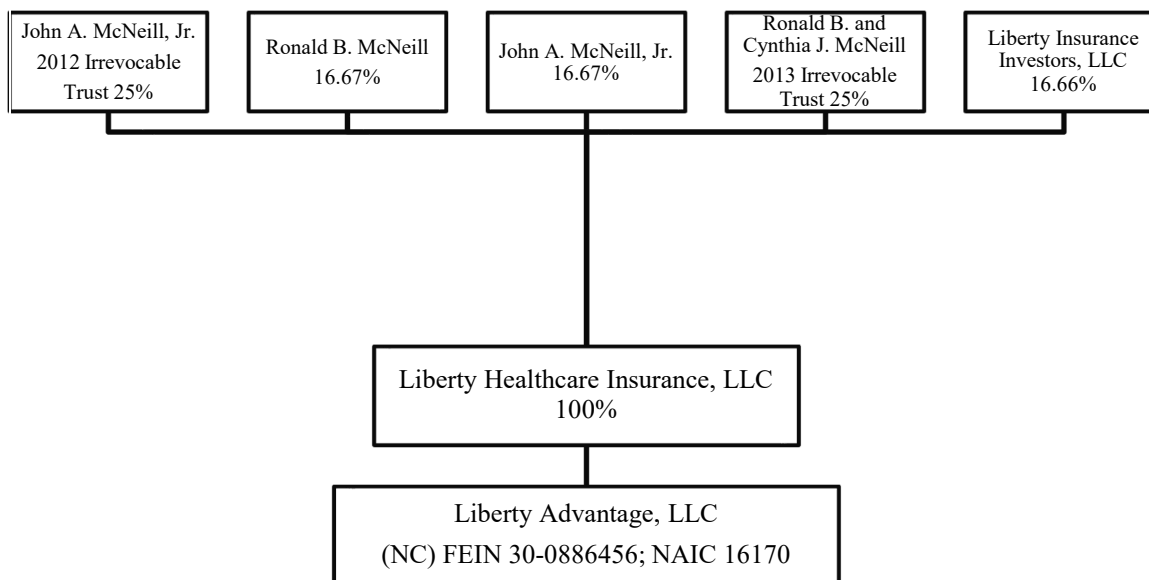 John A. McNeill, Jr.
2012 Irrevocable
Trust 25%
Ronald B. McNeill
16.67%
John A. McNeill, Jr.
16.67%
Ronald B. and
Cynthia J. McNeill
2013 Irrevocable
Trust 25%
Liberty Insurance
Investors, LLC
16.66%
Liberty Healthcare Insurance, LLC
100%
Liberty Advantage, LLC
(NC) FEIN 30-0886456; NAIC 16170